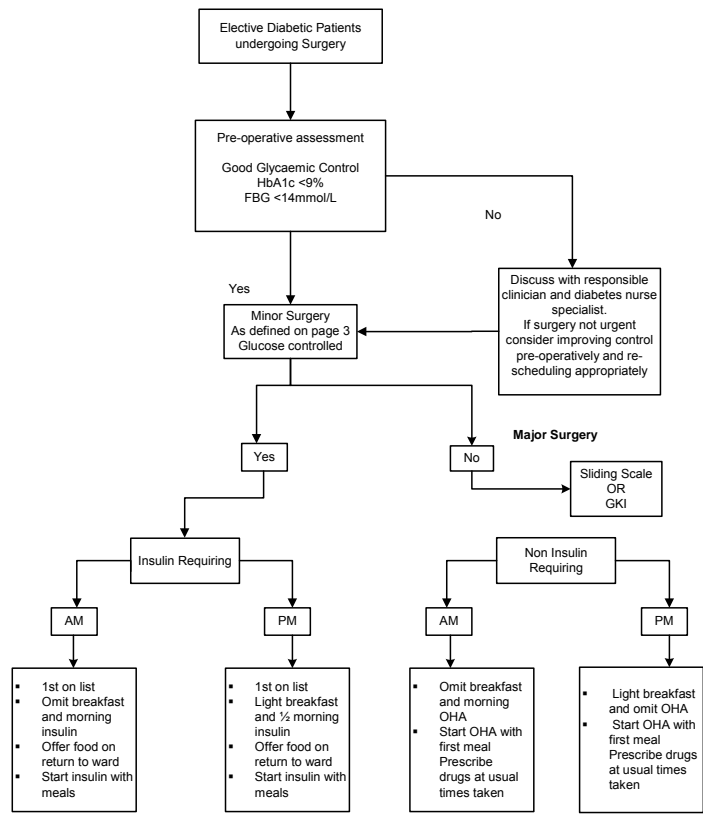 Elective Diabetic Patients
undergoing Surgery
Pre-operative assessment
Good Glycaemic Control
HbA1c <9%
FBG <14mmol/L
No
Yes
Discuss with responsible
clinician and diabetes nurse
specialist.
If surgery not urgent
consider improving control
pre-operatively and re-
scheduling appropriately
Minor Surgery
As defined on page 3
Glucose controlled
Major Surgery
Yes
No
Sliding Scale
OR
GKI
Insulin Requiring
Non Insulin
Requiring
AM
PM
AM
PM
▪ 1st on list
▪ Omit breakfast
and morning
insulin
▪ Offer food on
return to ward
▪ Start insulin with
meals
▪ 1st on list
▪ Light breakfast
and ½ morning
insulin
▪ Offer food on
return to ward
▪ Start insulin with
meals
▪ Omit breakfast
and morning
OHA
▪ Start OHA with
first meal
Prescribe
drugs at usual
times taken
▪ Light breakfast
and omit OHA
▪ Start OHA with
first meal
Prescribe drugs
at usual times
taken